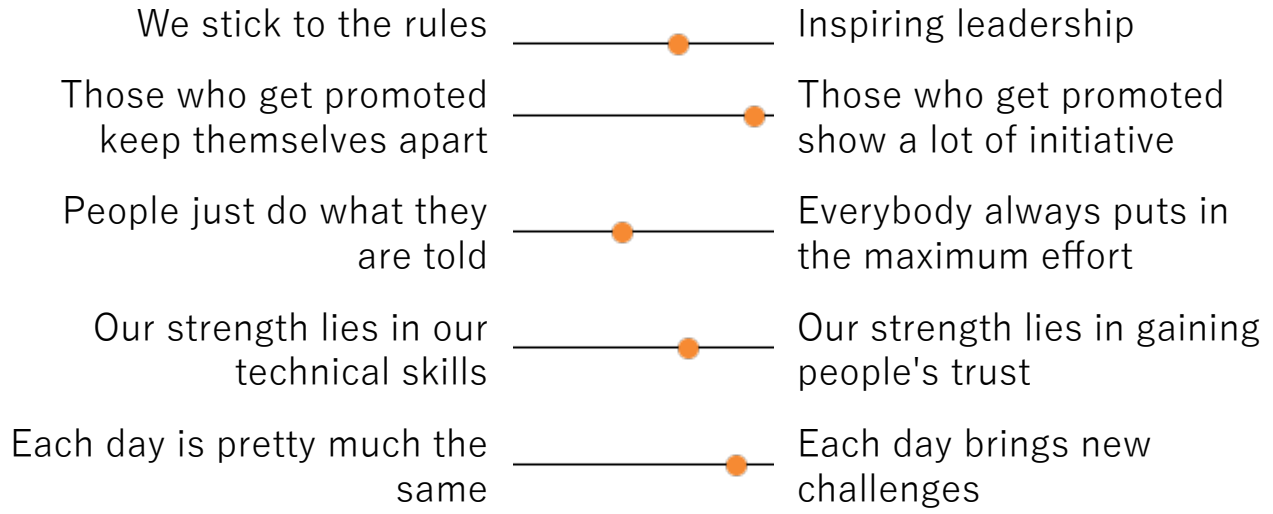 We stick to the rules
Inspiring leadership
Those who get promoted
keep themselves apart
Those who get promoted
show a lot of initiative
People just do what they
are told
Everybody always puts in
the maximum effort
Our strength lies in our
technical skills
Our strength lies in gaining
people's trust
Each day is pretty much the
same
Each day brings new
challenges